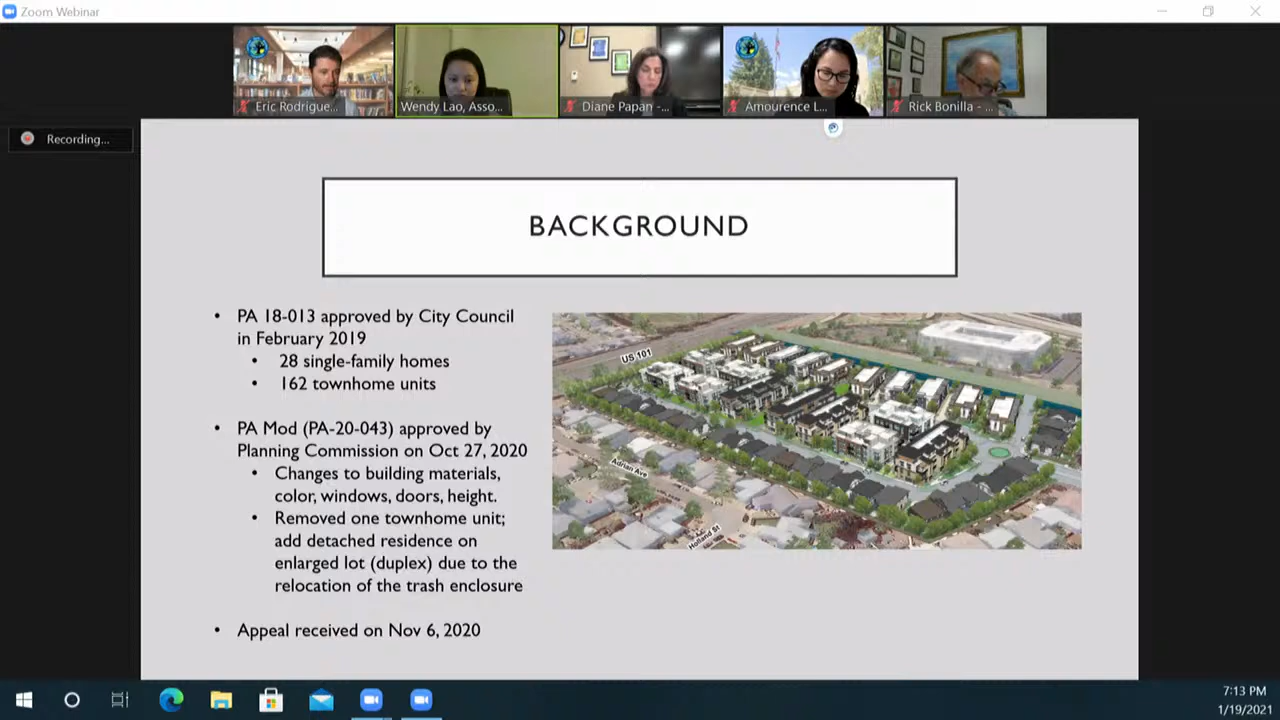 Zoom Webinar
Eric Rodrigue...
Wendy Lao, Asso...
Diane Papan -...
Amourence L...
Rick Bonilla - ...
Recording...
BACKGROUND
• PA 18-013 approved by City Council
in February 2019
• 28 single-family homes
• 162 townhome units
• PA Mod (PA-20-043) approved by
Planning Commission on Oct 27, 2020
• Changes to building materials,
color, windows, doors, height.
• Removed one townhome unit;
add detached residence on
enlarged lot (duplex) due to the
relocation of the trash enclosure
• Appeal received on Nov 6, 2020
US 101
Adrian Ave
Holland St
7:13 PM
1/19/2021